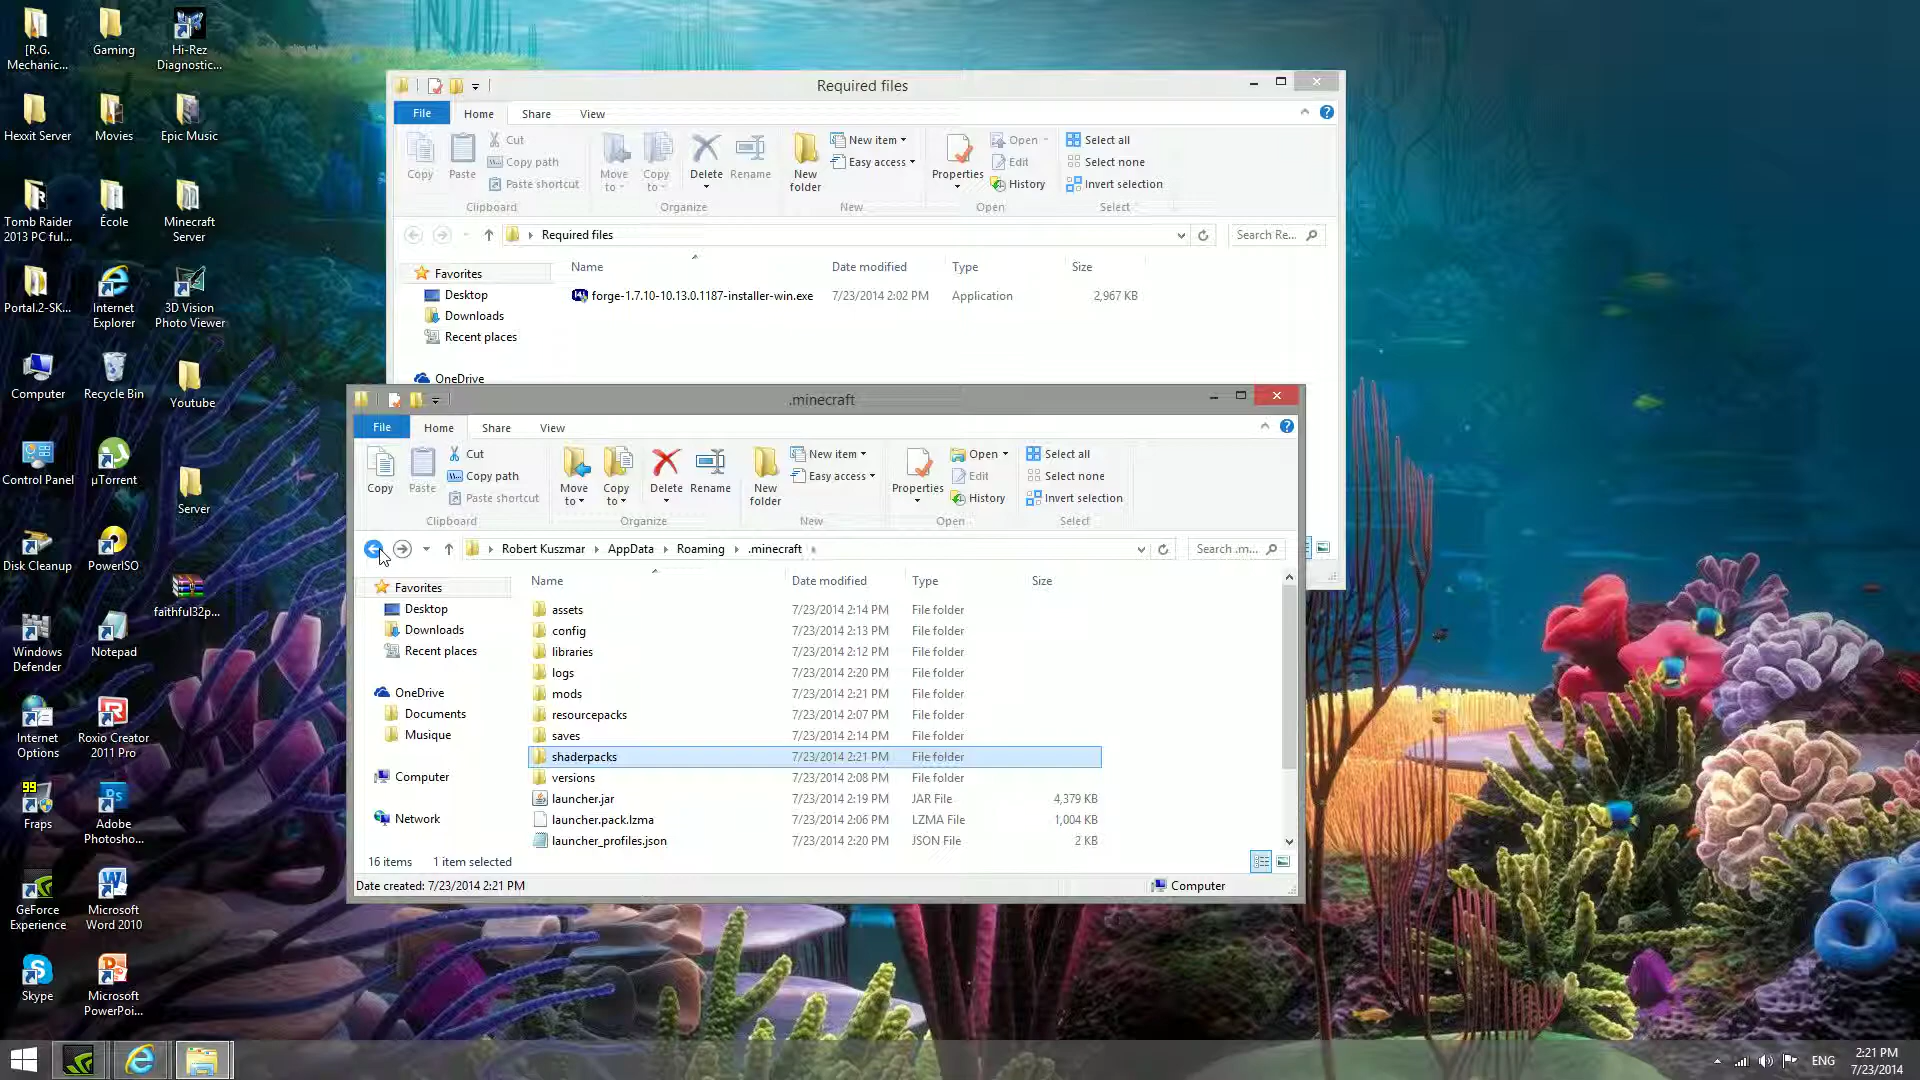 [R.G. Mechanic...
Gaming
Hi-Rez Diagnostic...
Hexxit Server
Movies
Epic Music
Tomb Raider 2013 PC ful...
École
Minecraft Server
Portal.2-SK...
Internet Explorer
3D Vision Photo Viewer
Computer
Recycle Bin
Youtube
Control Panel
µTorrent
Server
Disk Cleanup
PowerISO
faithful32p...
Windows Defender
Notepad
Internet Options
Roxio Creator 2011 Pro
99
Fraps
Adobe Photosho...
GeForce Experience
Microsoft Word 2010
Skype
Microsoft PowerPoi...
Required files
File Home Share View
Copy
Paste
Cut
Copy path
Paste shortcut
Clipboard
Move to
Copy to
Delete
Rename
Organize
New folder
New item
Easy access
New
Properties
Open
Edit
History
Open
Select all
Select none
Invert selection
Select
Required files
Search Re...
Name Date modified Type Size
forge-1.7.10-10.13.0.1187-installer-win.exe 7/23/2014 2:02 PM Application 2,967 KB
Favorites
Desktop
Downloads
Recent places
OneDrive
.minecraft
File Home Share View
Copy
Paste
Cut
Copy path
Paste shortcut
Clipboard
Move to
Copy to
Delete
Rename
Organize
New folder
New item
Easy access
New
Properties
Open
Edit
History
Open
Select all
Select none
Invert selection
Select
Robert Kuszmar AppData Roaming .minecraft
Search .m...
Favorites
Desktop
Downloads
Recent places
OneDrive
Documents
Musique
Computer
Network
Name Date modified Type Size
assets 7/23/2014 2:14 PM File folder
config 7/23/2014 2:13 PM File folder
libraries 7/23/2014 2:12 PM File folder
logs 7/23/2014 2:20 PM File folder
mods 7/23/2014 2:21 PM File folder
resourcepacks 7/23/2014 2:07 PM File folder
saves 7/23/2014 2:14 PM File folder
shaderpacks 7/23/2014 2:21 PM File folder
versions 7/23/2014 2:08 PM File folder
launcher.jar 7/23/2014 2:19 PM JAR File 4,379 KB
launcher.pack.lzma 7/23/2014 2:06 PM LZMA File 1,004 KB
launcher_profiles.json 7/23/2014 2:20 PM JSON File 2 KB
16 items 1 item selected
Date created: 7/23/2014 2:21 PM
Computer
ENG
2:21 PM
7/23/2014